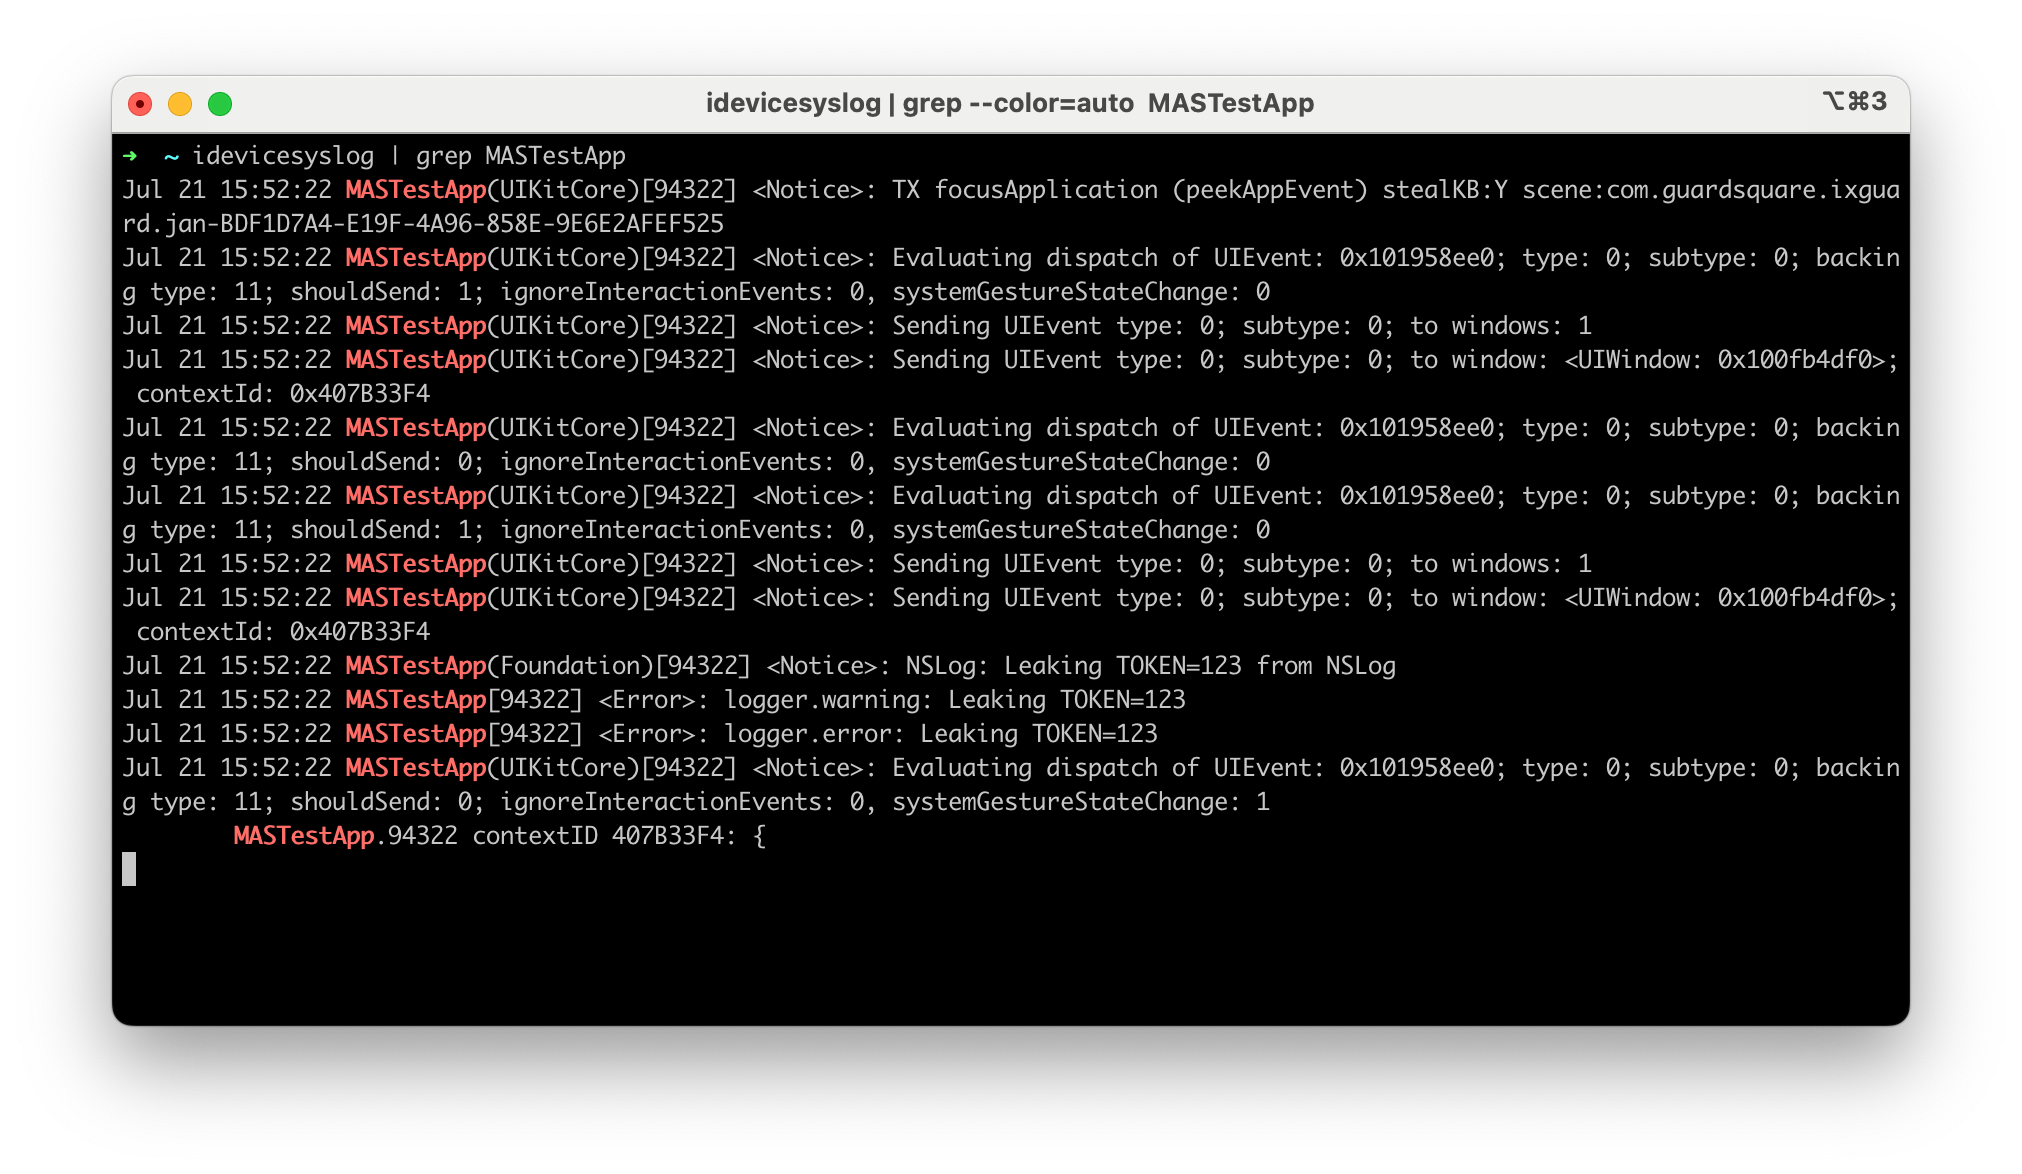 idevicesyslog | grep --color=auto  MASTestApp
⌥⌘3
➜  ~ idevicesyslog | grep MASTestApp
Jul 21 15:52:22 MASTestApp(UIKitCore)[94322] <Notice>: TX focusApplication (peekAppEvent) stealKB:Y scene:com.guardsquare.ixgua
rd.jan-BDF1D7A4-E19F-4A96-858E-9E6E2AFEF525
Jul 21 15:52:22 MASTestApp(UIKitCore)[94322] <Notice>: Evaluating dispatch of UIEvent: 0x101958ee0; type: 0; subtype: 0; backin
g type: 11; shouldSend: 1; ignoreInteractionEvents: 0, systemGestureStateChange: 0
Jul 21 15:52:22 MASTestApp(UIKitCore)[94322] <Notice>: Sending UIEvent type: 0; subtype: 0; to windows: 1
Jul 21 15:52:22 MASTestApp(UIKitCore)[94322] <Notice>: Sending UIEvent type: 0; subtype: 0; to window: <UIWindow: 0x100fb4df0>;
 contextId: 0x407B33F4
Jul 21 15:52:22 MASTestApp(UIKitCore)[94322] <Notice>: Evaluating dispatch of UIEvent: 0x101958ee0; type: 0; subtype: 0; backin
g type: 11; shouldSend: 0; ignoreInteractionEvents: 0, systemGestureStateChange: 0
Jul 21 15:52:22 MASTestApp(UIKitCore)[94322] <Notice>: Evaluating dispatch of UIEvent: 0x101958ee0; type: 0; subtype: 0; backin
g type: 11; shouldSend: 1; ignoreInteractionEvents: 0, systemGestureStateChange: 0
Jul 21 15:52:22 MASTestApp(UIKitCore)[94322] <Notice>: Sending UIEvent type: 0; subtype: 0; to windows: 1
Jul 21 15:52:22 MASTestApp(UIKitCore)[94322] <Notice>: Sending UIEvent type: 0; subtype: 0; to window: <UIWindow: 0x100fb4df0>;
 contextId: 0x407B33F4
Jul 21 15:52:22 MASTestApp(Foundation)[94322] <Notice>: NSLog: Leaking TOKEN=123 from NSLog
Jul 21 15:52:22 MASTestApp[94322] <Error>: logger.warning: Leaking TOKEN=123
Jul 21 15:52:22 MASTestApp[94322] <Error>: logger.error: Leaking TOKEN=123
Jul 21 15:52:22 MASTestApp(UIKitCore)[94322] <Notice>: Evaluating dispatch of UIEvent: 0x101958ee0; type: 0; subtype: 0; backin
g type: 11; shouldSend: 0; ignoreInteractionEvents: 0, systemGestureStateChange: 1
        MASTestApp.94322 contextID 407B33F4: {